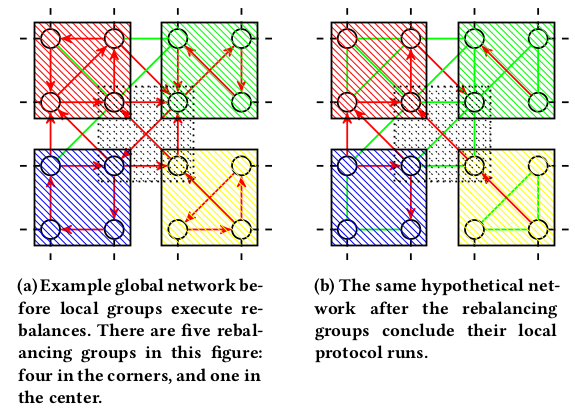 (a) Example global network be-
fore local groups execute re-
balances. There are five rebal-
ancing groups in this figure:
four in the corners, and one in
the center.
(b) The same hypothetical net-
work after the rebalancing
groups conclude their local
protocol runs.